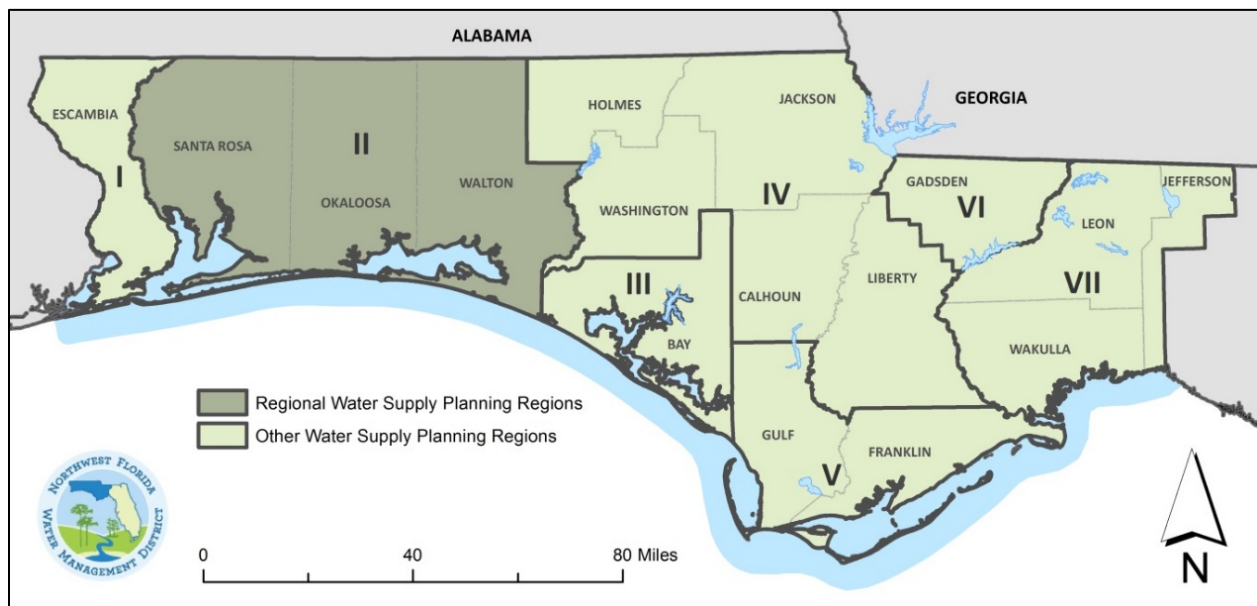 ALABAMA
GEORGIA
ESCAMBIA
I
SANTA ROSA
II
OKALOOSA
WALTON
HOLMES
JACKSON
WASHINGTON
IV
GADSDEN
VI
JEFFERSON
LEON
VII
III
BAY
CALHOUN
LIBERTY
WAKULLA
GULF
V
FRANKLIN
Regional Water Supply Planning Regions
Other Water Supply Planning Regions
NORTHWEST FLORIDA
WATER MANAGEMENT DISTRICT
0 40 80 Miles
N